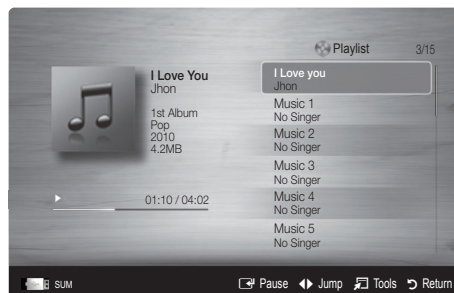 Playlist 3/15
I Love You
Jhon
1st Album
Pop
2010
4.2MB
01:10 / 04:02
I Love you
Jhon
Music 1
No Singer
Music 2
No Singer
Music 3
No Singer
Music 4
No Singer
Music 5
No Singer
SUM Pause Jump Tools Return